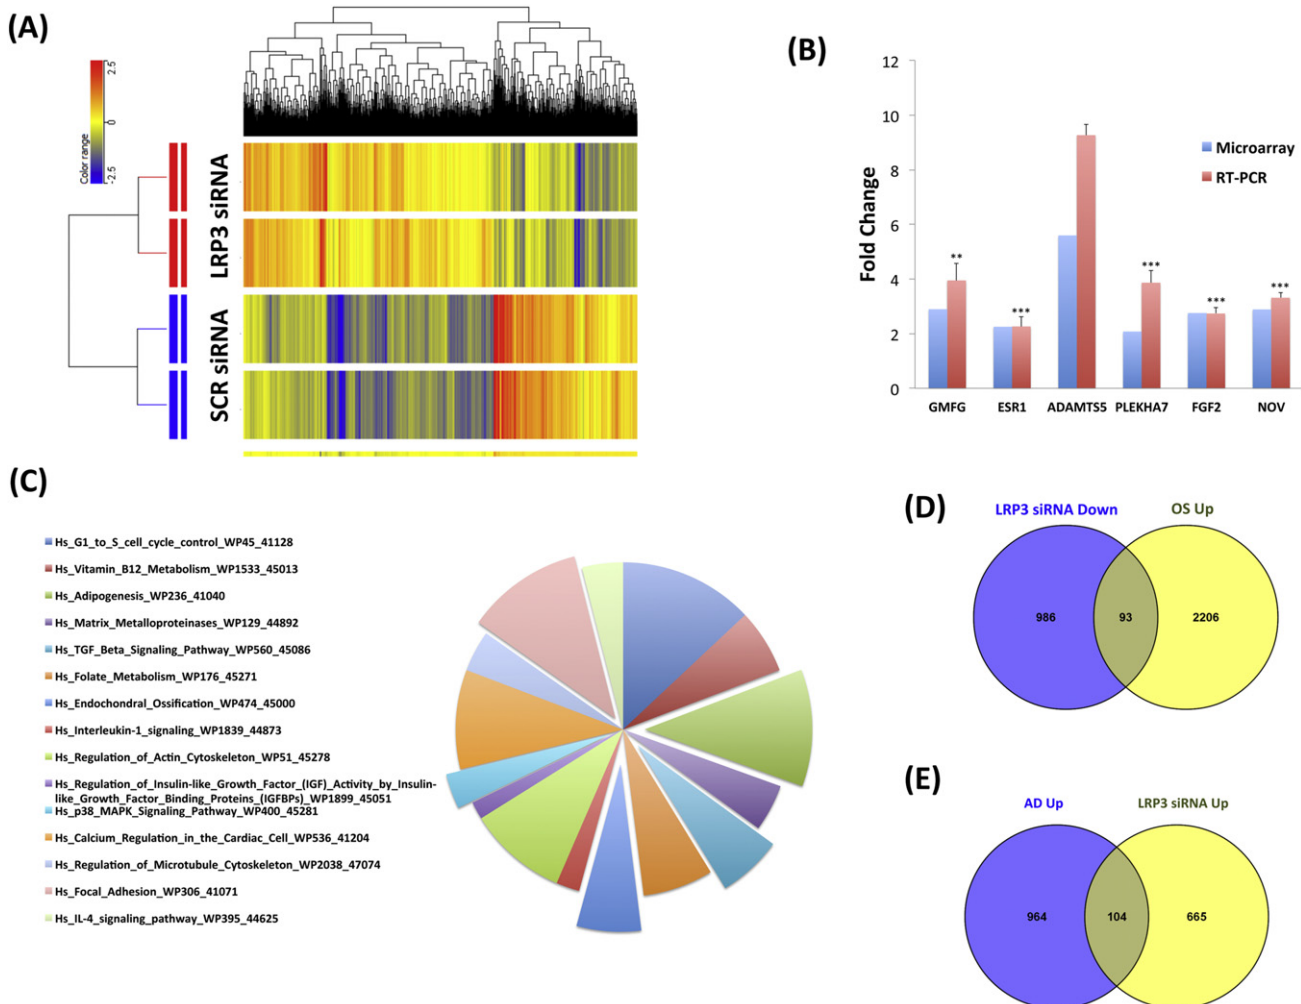 (A)
2.5
0
-2.5
Color range
LRP3 siRNA
SCR siRNA
(B)
12
10
8
6
4
2
0
Fold Change
Microarray
RT-PCR
**
***
***
***
***
GMFG ESR1 ADAMTS5 PLEKHA7 FGF2 NOV
(C)
Hs_G1_to_S_cell_cycle_control_WP45_41128
Hs_Vitamin_B12_Metabolism_WP1533_45013
Hs_Adipogenesis_WP236_41040
Hs_Matrix_Metalloproteinases_WP129_44892
Hs_TGF_Beta_Signaling_Pathway_WP560_45086
Hs_Folate_Metabolism_WP176_45271
Hs_Endochondral_Ossification_WP474_45000
Hs_Interleukin-1_signaling_WP1839_44873
Hs_Regulation_of_Actin_Cytoskeleton_WP51_45278
Hs_Regulation_of_Insulin-like_Growth_Factor_(IGF)_Activity_by_Insulin-
like_Growth_Factor_Binding_Proteins_(IGFBPs)_WP1899_45051
Hs_p38_MAPK_Signaling_Pathway_WP400_45281
Hs_Calcium_Regulation_in_the_Cardiac_Cell_WP536_41204
Hs_Regulation_of_Microtubule_Cytoskeleton_WP2038_47074
Hs_Focal_Adhesion_WP306_41071
Hs_IL-4_signaling_pathway_WP395_44625
(D)
LRP3 siRNA Down OS Up
986 93 2206
(E)
AD Up LRP3 siRNA Up
964 104 665